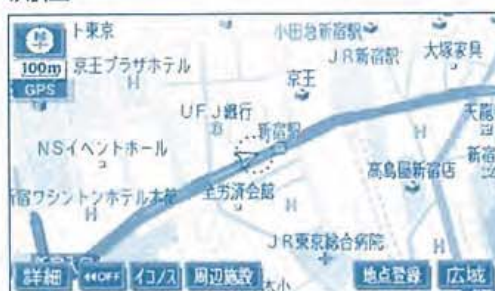 ト東京
小田急新宿駅
JR新宿駅
大塚家具
100m
京王プラザホテル
GPS
京王
UFJ銀行
天龍
新宿駅
NSイベントホール
新宿
高島屋新宿店
宿ワシントンホテル本館
全労済会館
JR東京総合病院
詳細
◀◀OFF
イコノス
周辺施設
木小
地点登録
広域